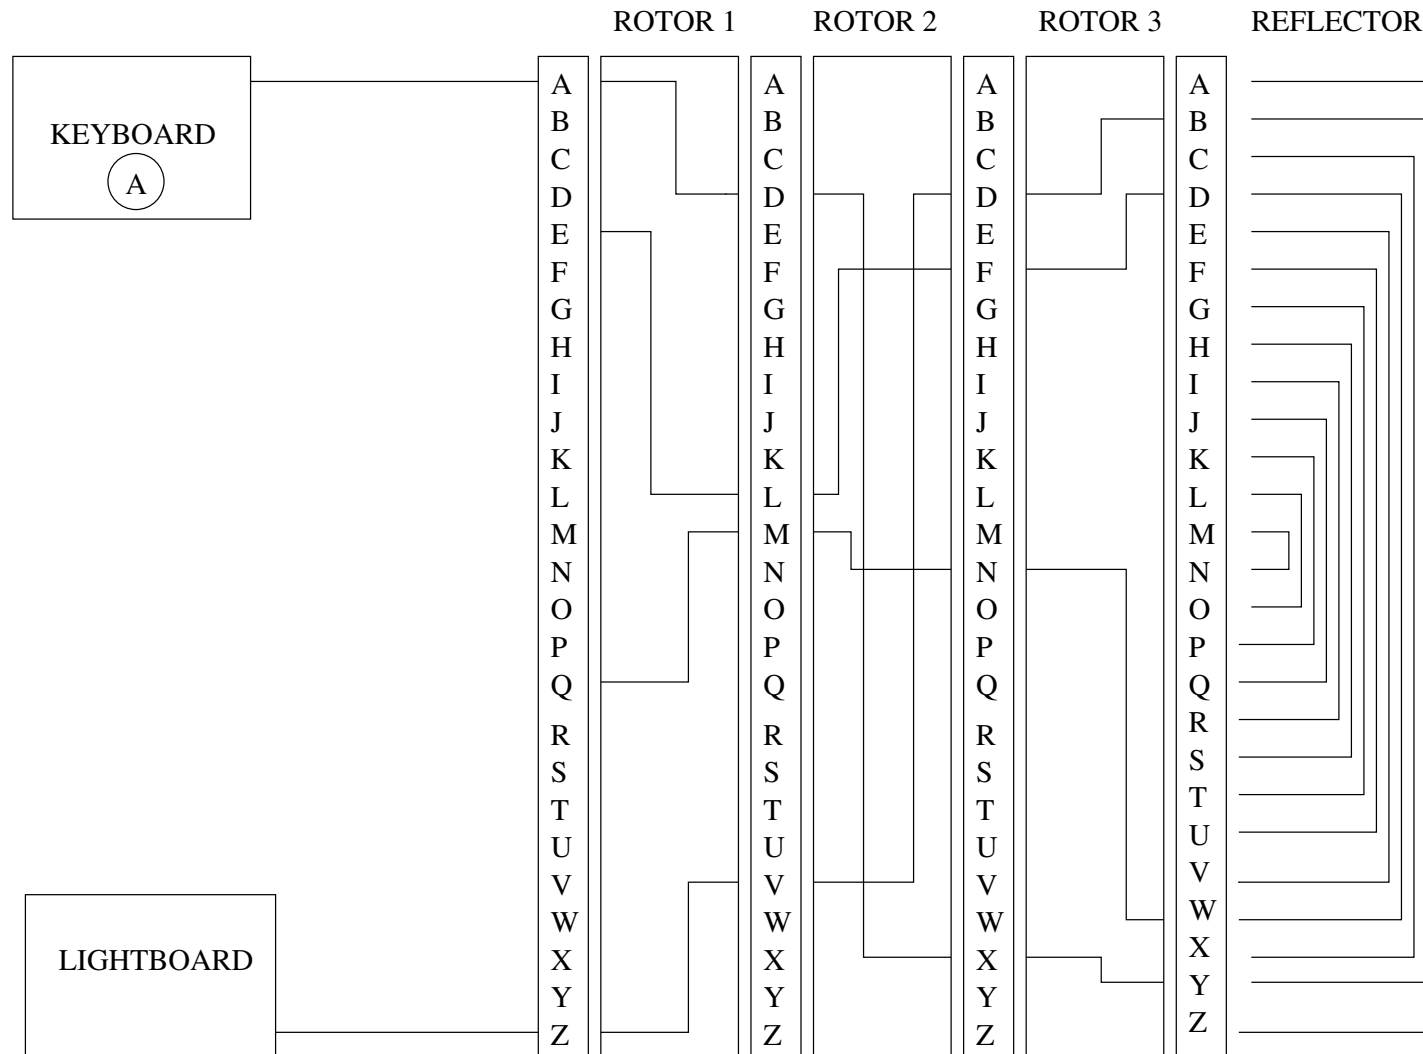 ROTOR 1 ROTOR 2 ROTOR 3 REFLECTOR
A A A A
KEYBOARD B B B B
C C C C
A
D D D D
E E E E
F F F F
G G G G
H H H H
I I I I
J J J J
K K K K
L L L L
M M M M
N N N N
O O O O
P P P P
Q Q Q Q
R R R R
S S S S
T T T T
U U U U
V V V V
W W W W
LIGHTBOARD X X X X
Y Y Y Y
Z Z Z Z